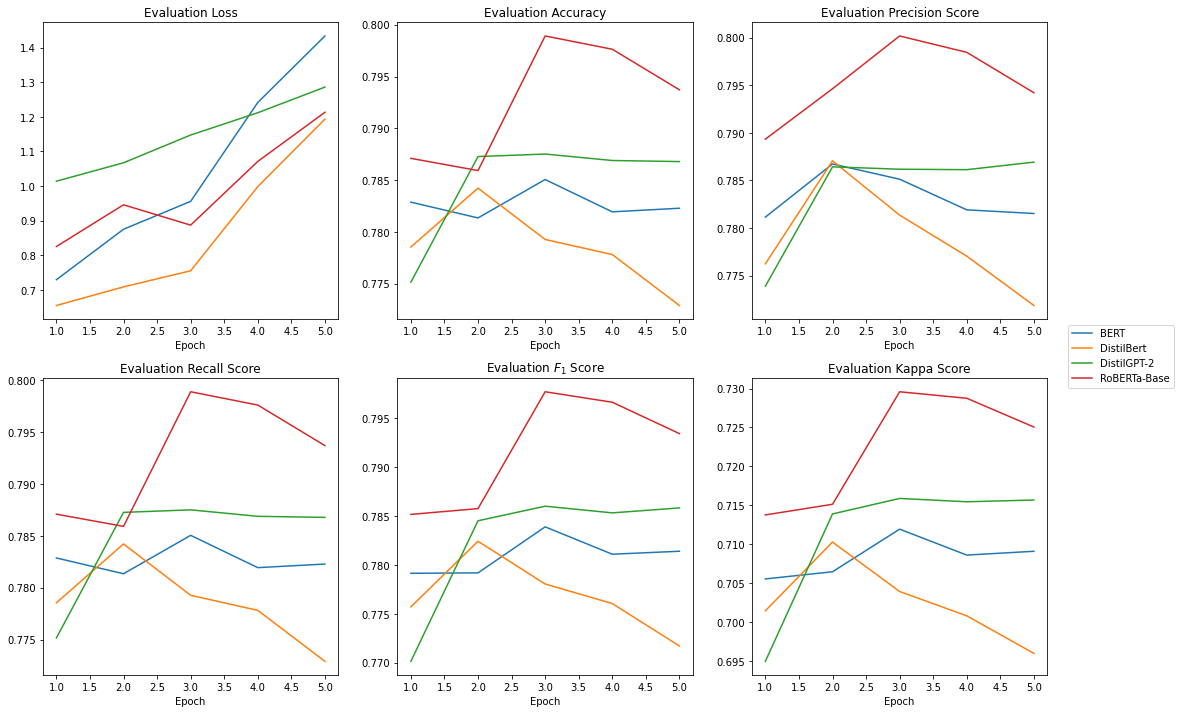 Evaluation Loss
1.4
1.3
1.2
1.1
1.0
0.9
0.8
0.7
1.0 1.5 2.0 2.5 3.0 3.5 4.0 4.5 5.0
Epoch
Evaluation Accuracy
0.800
0.795
0.790
0.785
0.780
0.775
1.0 1.5 2.0 2.5 3.0 3.5 4.0 4.5 5.0
Epoch
Evaluation Precision Score
0.800
0.795
0.790
0.785
0.780
0.775
1.0 1.5 2.0 2.5 3.0 3.5 4.0 4.5 5.0
Epoch
BERT
DistilBert
DistilGPT-2
RoBERTa-Base
Evaluation Recall Score
0.800
0.795
0.790
0.785
0.780
0.775
1.0 1.5 2.0 2.5 3.0 3.5 4.0 4.5 5.0
Epoch
Evaluation F₁ Score
0.795
0.790
0.785
0.780
0.775
0.770
1.0 1.5 2.0 2.5 3.0 3.5 4.0 4.5 5.0
Epoch
Evaluation Kappa Score
0.730
0.725
0.720
0.715
0.710
0.705
0.700
0.695
1.0 1.5 2.0 2.5 3.0 3.5 4.0 4.5 5.0
Epoch